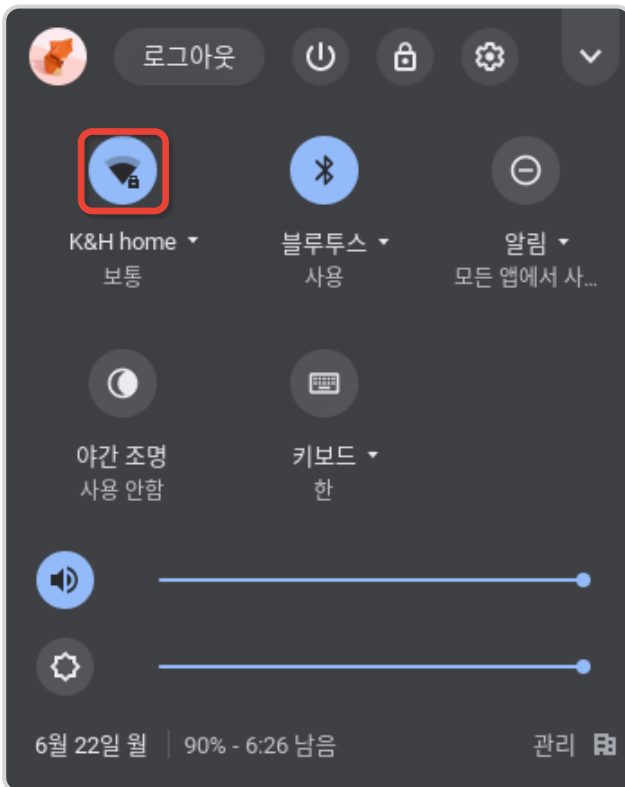 로그아웃
K&H home
보통
블루투스
사용
알림
모든 앱에서 사...
야간 조명
사용 안함
키보드
한
6월 22일 월
90% - 6:26 남음
관리